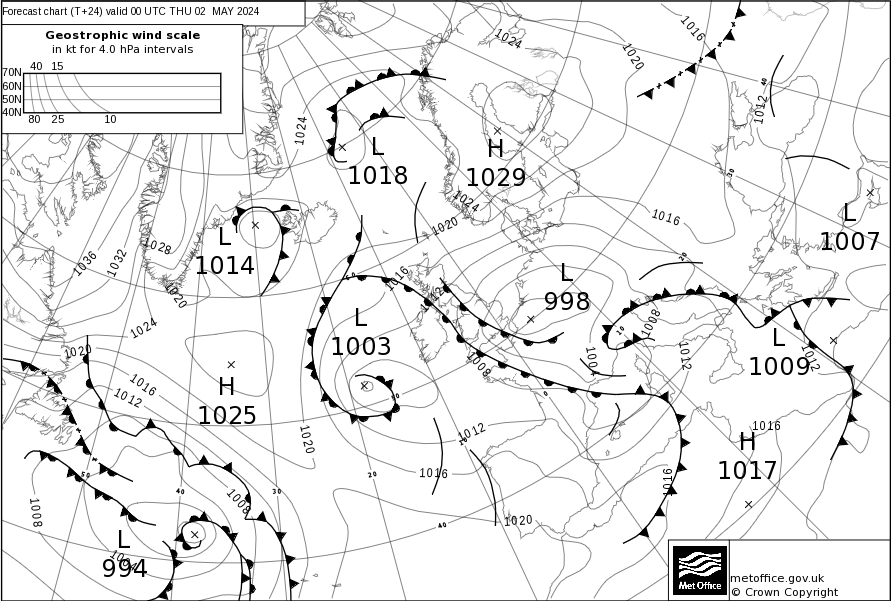 Forecast chart (T+24) valid 00 UTC THU 02 MAY 2024
Geostrophic wind scale
in kt for 4.0 hPa intervals
40 15
70N
60N
50N
40N
80 25 10
1024
1016
1020
1012
40
30
1024
L
1018
H
1029
1024
1020
1016
20
L
1007
L
1014
1036
1032
1028
1020
1024
1020
1016
1012
H
1025
1020
L
1003
50
1016
1012
L
998
1008
1004
0
10
1008
1012
L
1009
1012
H
1016
1017
1016
1012
1016
1020
10
20
40
30
50
40
1008
1008
L
994
1004
Met Office
metoffice.gov.uk
© Crown Copyright